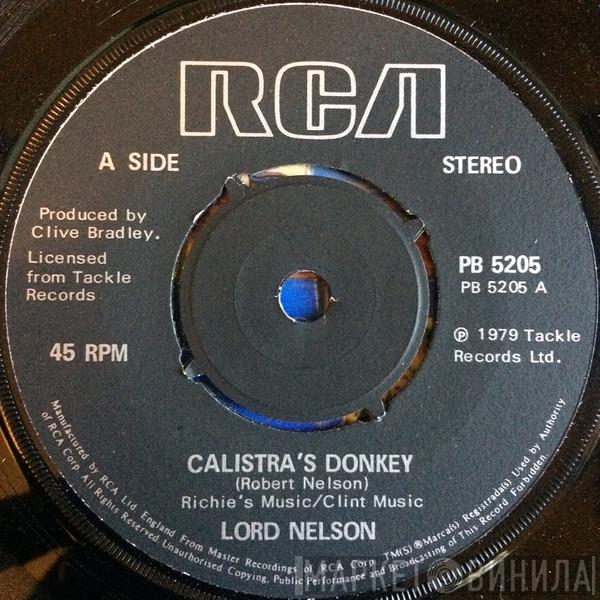 RCA
A SIDE
STEREO
Produced by
Clive Bradley.
Licensed
from Tackle
Records
45 RPM
PB 5205
PB 5205 A
℗ 1979 Tackle
Records Ltd.
CALISTRA'S DONKEY
(Robert Nelson)
Richie's Music/Clint Music
LORD NELSON
Manufactured by RCA Ltd. England. From Master Recordings of RCA Corp. TM(S)®Marca(s) Registrada(s) Used by Authority
of RCA Corp. All Rights Reserved. Unauthorised Copying, Public Performance and Broadcasting of This Record Forbidden.
МАРКЕТ ВИНИЛА